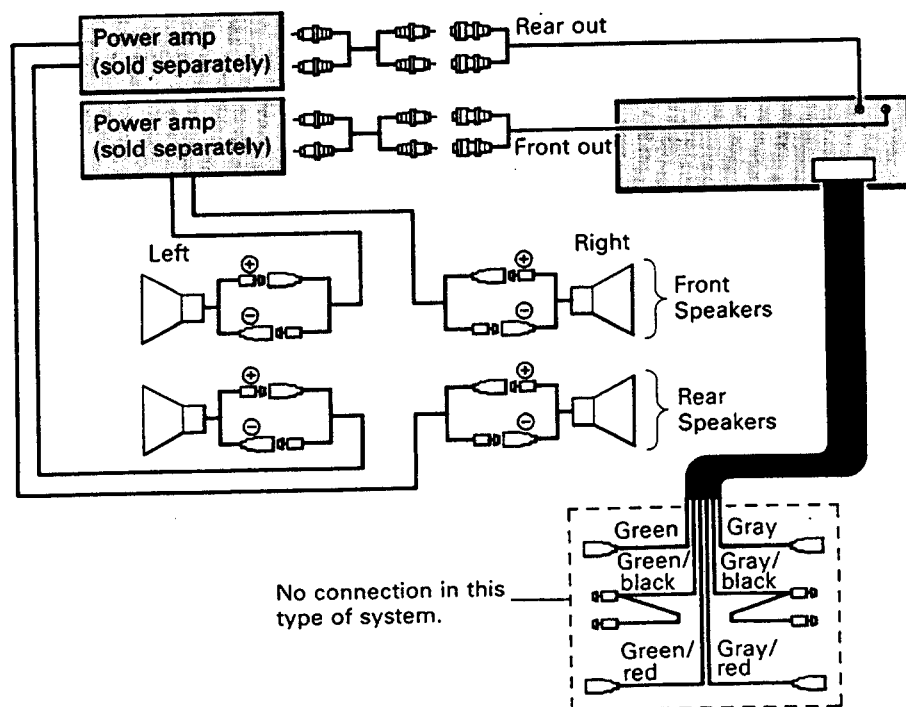 Power amp
(sold separately)
Rear out
Power amp
(sold separately)
Front out
Left
Right
⊕
⊕
⊖
⊖
Front
Speakers
⊕
⊕
⊖
⊖
Rear
Speakers
Green
Gray
Green/
black
Gray/
black
No connection in this
type of system.
Green/
red
Gray/
red